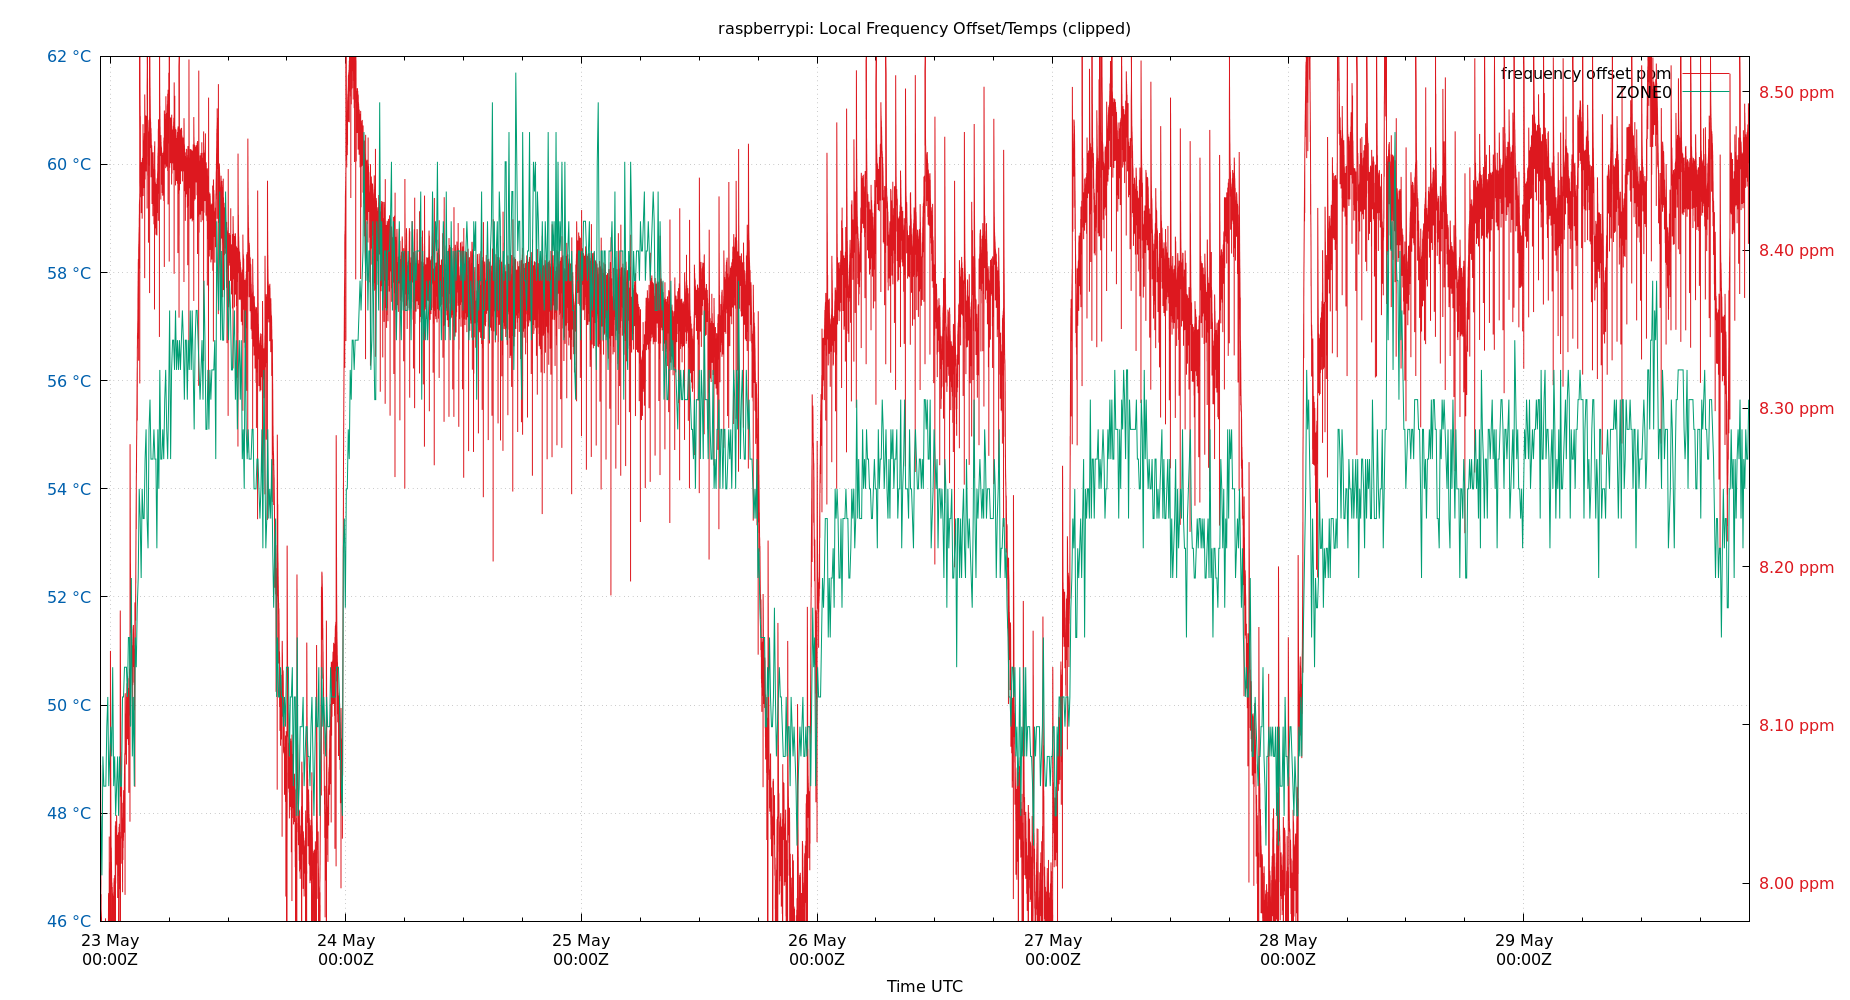 raspberrypi: Local Frequency Offset/Temps (clipped)
62 °C
60 °C
58 °C
56 °C
54 °C
52 °C
50 °C
48 °C
46 °C
frequency offset ppm
ZONE0
8.50 ppm
8.40 ppm
8.30 ppm
8.20 ppm
8.10 ppm
8.00 ppm
23 May 24 May 25 May 26 May 27 May 28 May 29 May
00:00Z 00:00Z 00:00Z 00:00Z 00:00Z 00:00Z 00:00Z
Time UTC